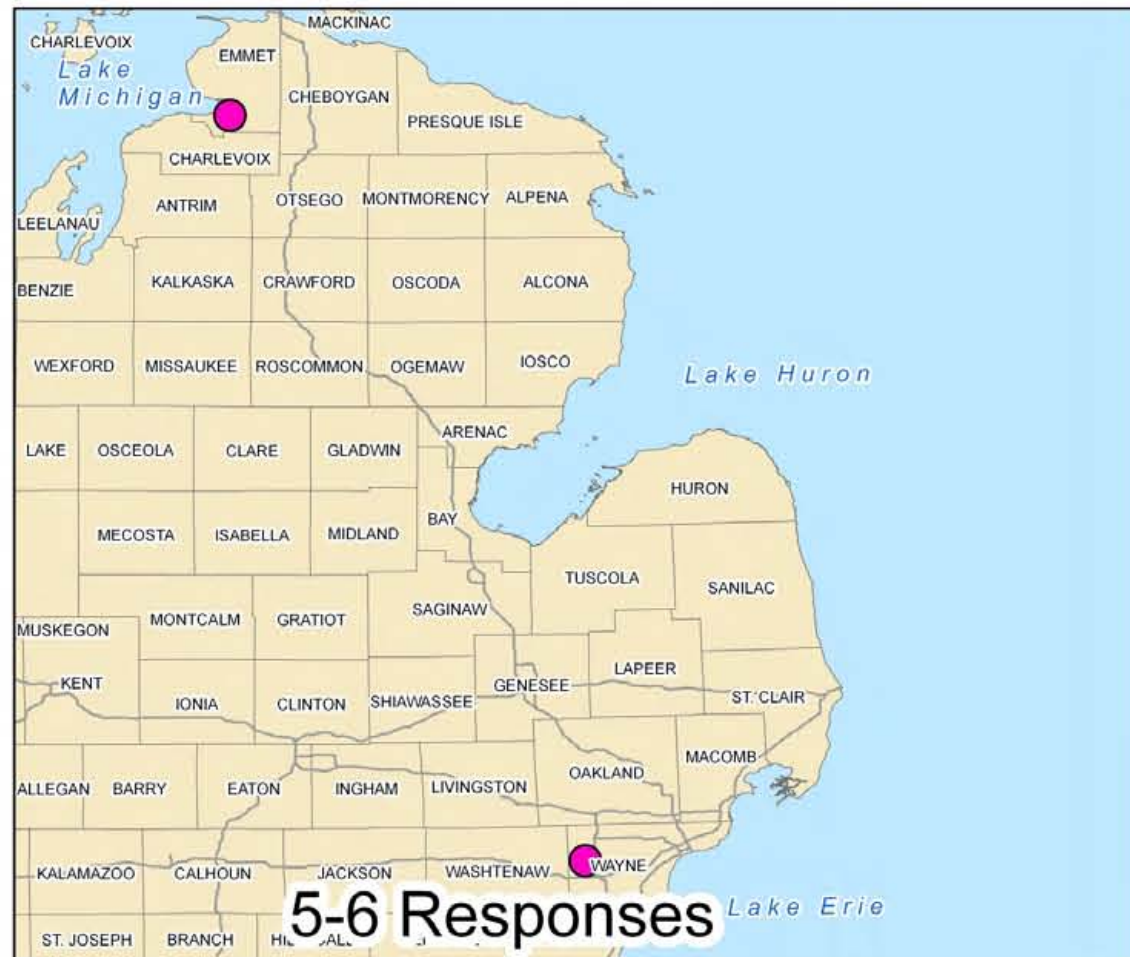 MACKINAC
CHARLEVOIX
EMMET
Lake
Michigan
CHEBOYGAN
PRESQUE ISLE
CHARLEVOIX
ANTRIM
OTSEGO
MONTMORENCY
ALPENA
LEELANAU
BENZIE
KALKASKA
CRAWFORD
OSCODA
ALCONA
WEXFORD
MISSAUKEE
ROSCOMMON
OGEMAW
IOSCO
Lake Huron
ARENAC
LAKE
OSCEOLA
CLARE
GLADWIN
HURON
BAY
MECOSTA
ISABELLA
MIDLAND
TUSCOLA
SANILAC
SAGINAW
MONTCALM
GRATIOT
MUSKEGON
LAPEER
KENT
GENESEE
IONIA
CLINTON
SHIAWASSEE
ST. CLAIR
MACOMB
OAKLAND
ALLEGAN
BARRY
EATON
INGHAM
LIVINGSTON
WAYNE
KALAMAZOO
CALHOUN
JACKSON
WASHTENAW
5-6 Responses
Lake Erie
ST. JOSEPH
BRANCH